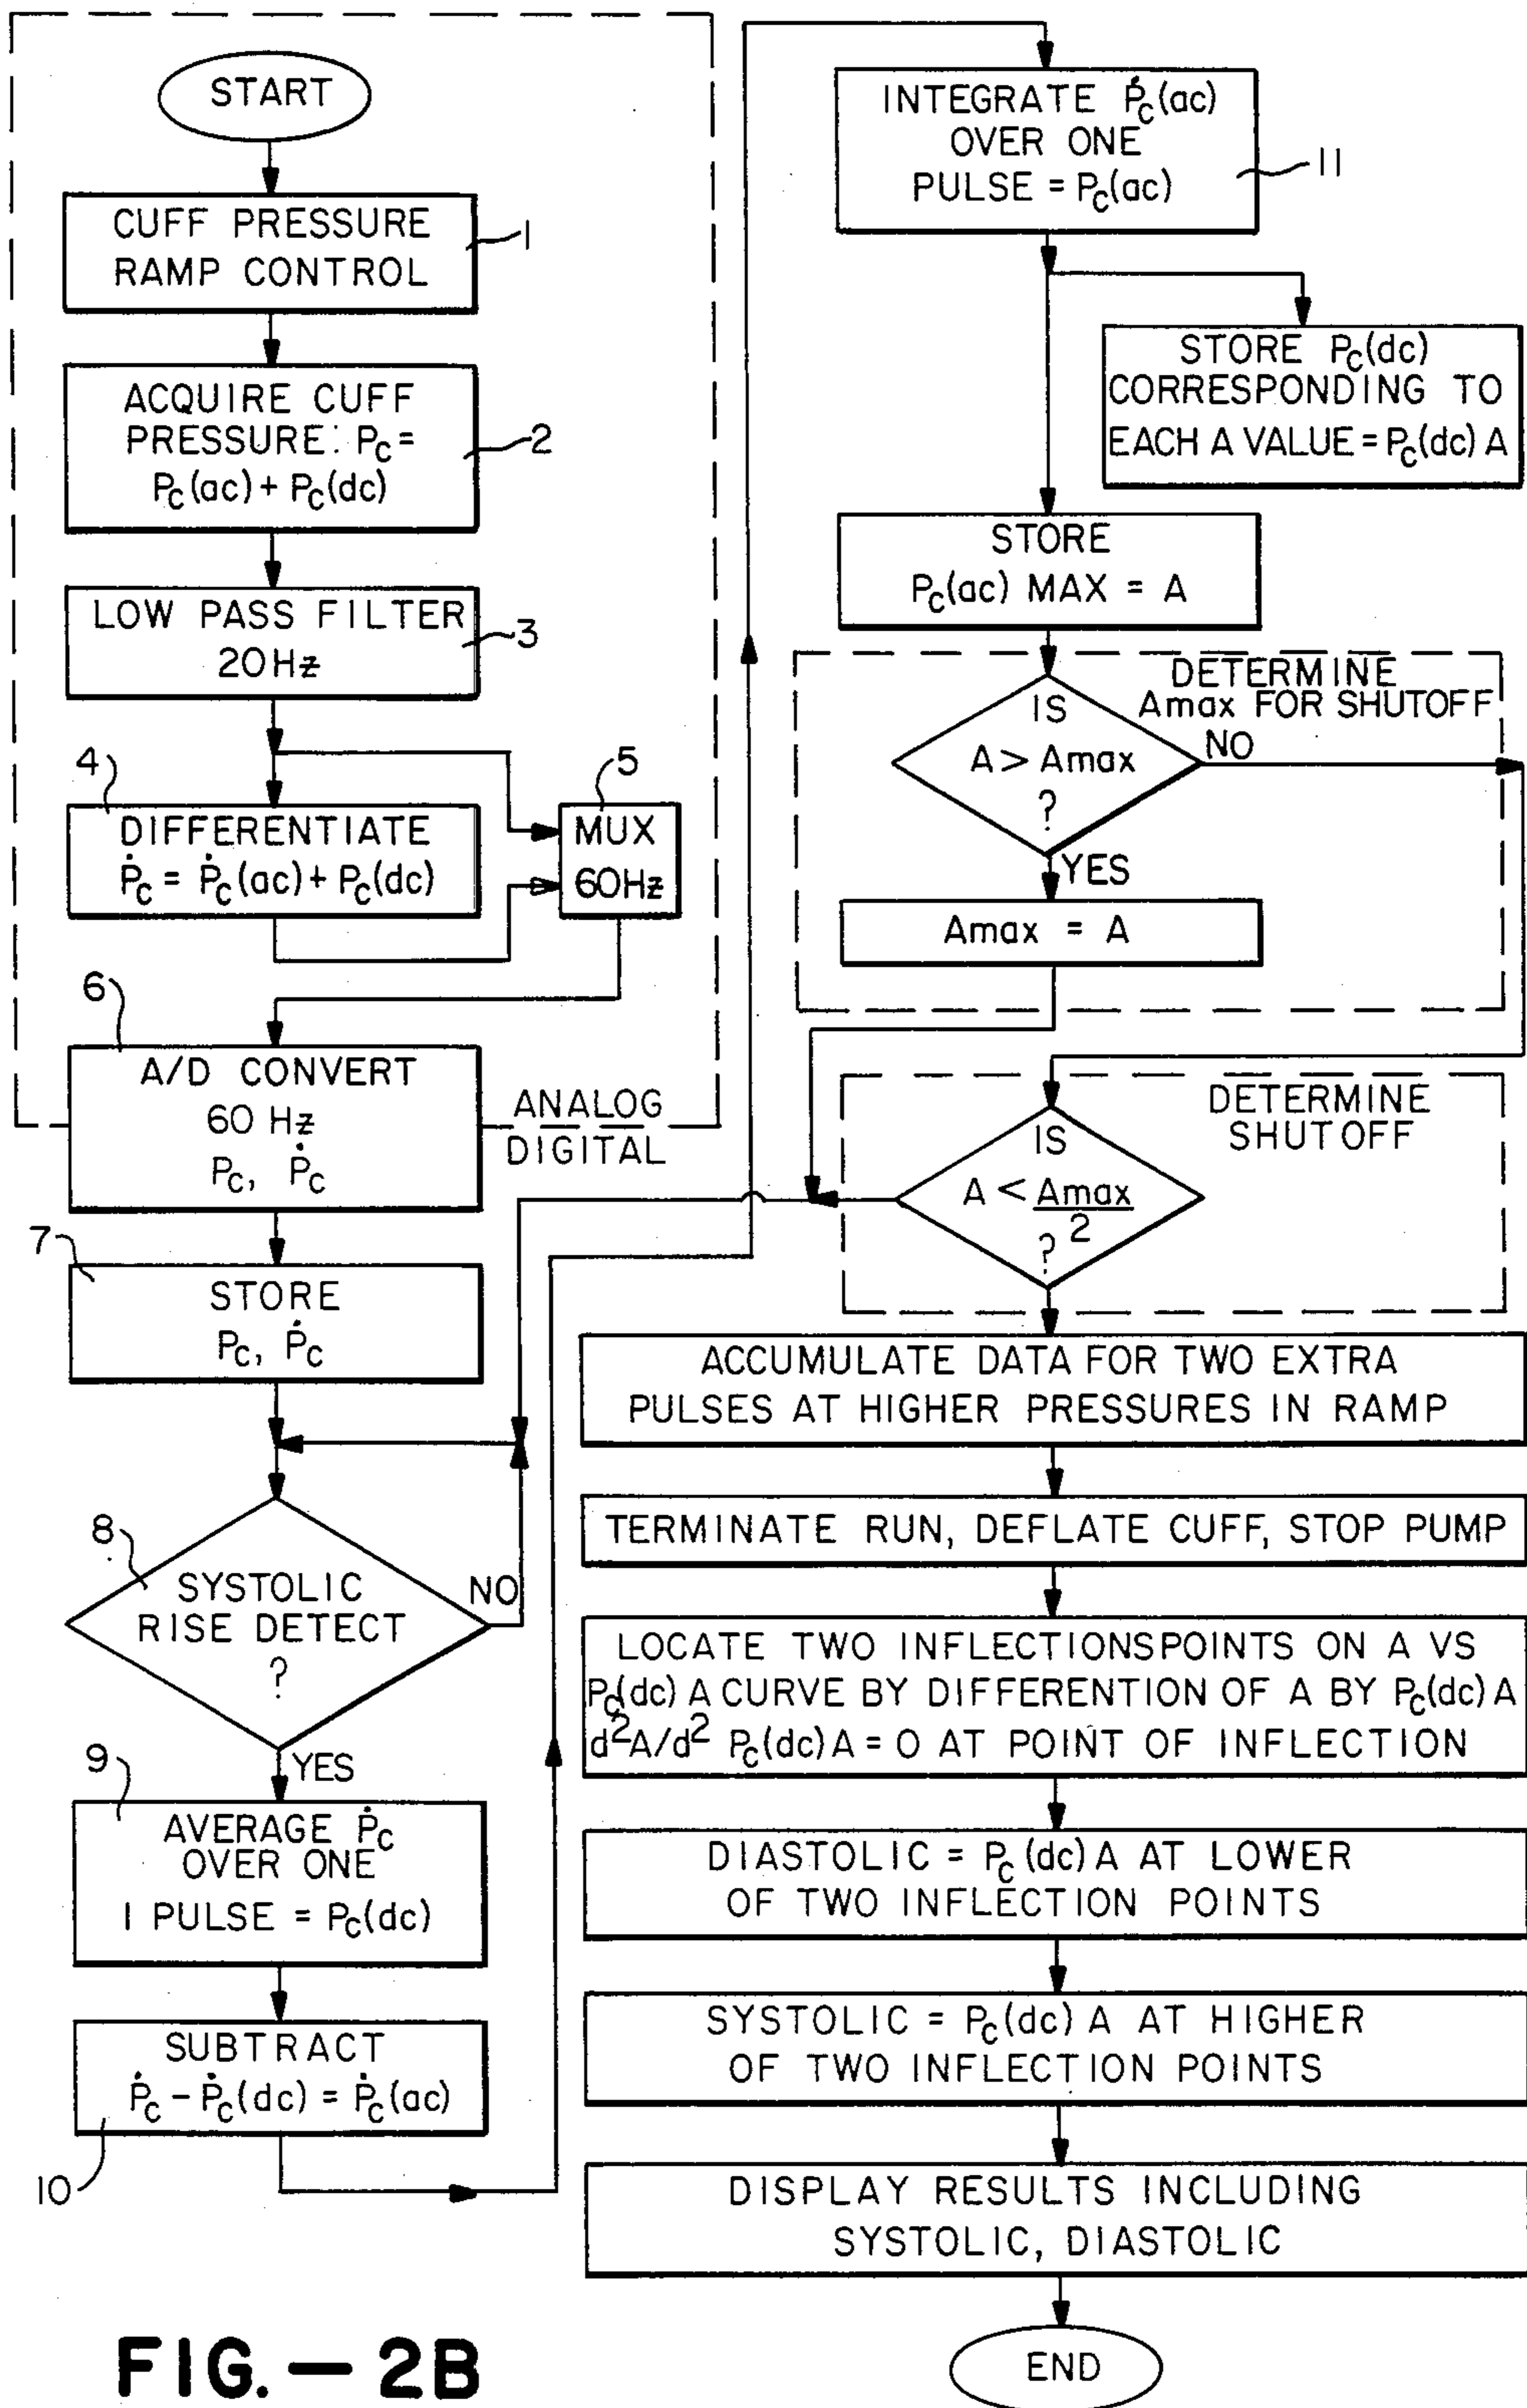 START
CUFF PRESSURE
RAMP CONTROL
1
ACQUIRE CUFF
PRESSURE: Pc =
Pc(ac) + Pc(dc)
2
LOW PASS FILTER
20Hz
3
4
DIFFERENTIATE
Ṗc = Ṗc(ac) + Pc(dc)
5
MUX
60Hz
6
A/D CONVERT
60 Hz
Pc, Ṗc
ANALOG
DIGITAL
7
STORE
Pc, Ṗc
8
SYSTOLIC
RISE DETECT
?
NO
YES
9
AVERAGE Ṗc
OVER ONE
1 PULSE = Pc(dc)
SUBTRACT
Ṗc – Ṗc(dc) = Ṗc(ac)
10
INTEGRATE Ṗc(ac)
OVER ONE
PULSE = Pc(ac)
11
STORE Pc(dc)
CORRESPONDING TO
EACH A VALUE = Pc(dc) A
STORE
Pc(ac) MAX = A
DETERMINE
Amax FOR SHUTOFF
IS
A > Amax
?
NO
YES
Amax = A
DETERMINE
SHUTOFF
IS
A < Amax
2
?
ACCUMULATE DATA FOR TWO EXTRA
PULSES AT HIGHER PRESSURES IN RAMP
TERMINATE RUN, DEFLATE CUFF, STOP PUMP
LOCATE TWO INFLECTIONSPOINTS ON A VS
Pc(dc) A CURVE BY DIFFERENTION OF A BY Pc(dc) A
d²A/d² Pc(dc) A = O AT POINT OF INFLECTION
DIASTOLIC = Pc(dc) A AT LOWER
OF TWO INFLECTION POINTS
SYSTOLIC = Pc(dc) A AT HIGHER
OF TWO INFLECTION POINTS
DISPLAY RESULTS INCLUDING
SYSTOLIC, DIASTOLIC
END
FIG. — 2B